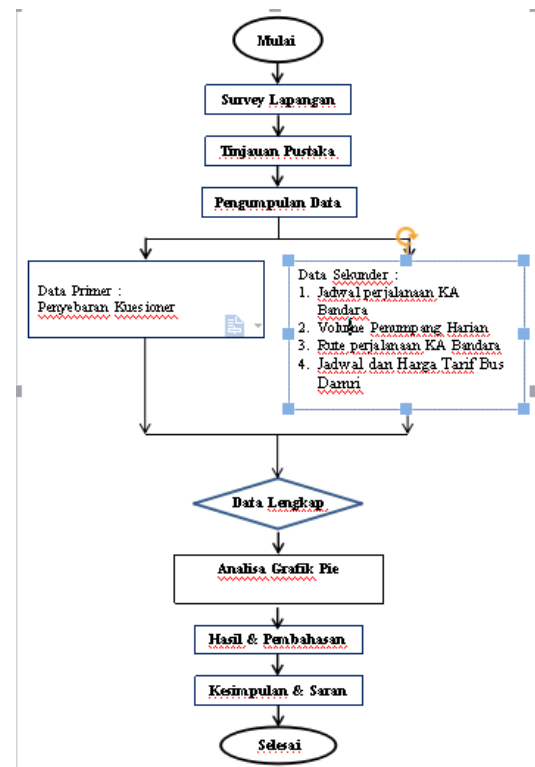 Mulai
Survey Lapangan
Tinjauan Pustaka
Pengumpulan Data
Data Primer :
Penyebaran Kuesioner
Data Sekunder :
1. Jadwal perjalanaan KA
Bandara
2. Volume Penumpang Harian
3. Rute perjalanaan KA Bandara
4. Jadwal dan Harga Tarif Bus
Damri
Data Lengkap
Analisa Grafik Pie
Hasil & Pembahasan
Kesimpulan & Saran
Selesai